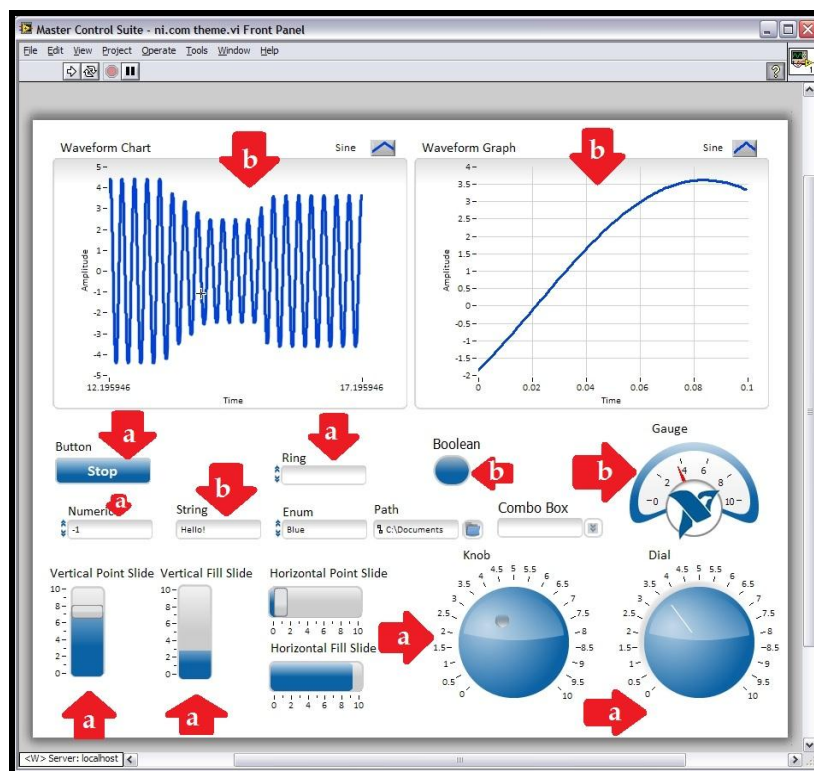 Master Control Suite - ni.com theme.vi Front Panel
File Edit View Project Operate Tools Window Help
1
Waveform Chart
Sine
b
Amplitude
5
4
3
2
1
0
-1
-2
-3
-4
-5
12.195946
17.195946
Time
Waveform Graph
Sine
b
Amplitude
4
3.5
3
2.5
2
1.5
1
0.5
0
-0.5
-1
-1.5
-2
0 0.02 0.04 0.06 0.08 0.1
Time
Button
Stop
a
Ring
a
Boolean
b
Gauge
b
0 2 4 6 8 10
Numeric
-1
a
String
Hello!
b
Enum
Blue
Path
C:\Documents
Combo Box
Vertical Point Slide
10
8
6
4
2
0
a
Vertical Fill Slide
10
8
6
4
2
0
a
Horizontal Point Slide
0 2 4 6 8 10
Horizontal Fill Slide
0 2 4 6 8 10
Knob
0 0.5 1 1.5 2 2.5 3 3.5 4 4.5 5 5.5 6 6.5 7 7.5 8 8.5 9 9.5 10
a
Dial
0 0.5 1 1.5 2 2.5 3 3.5 4 4.5 5 5.5 6 6.5 7 7.5 8 8.5 9 9.5 10
a
<W> Server: localhost